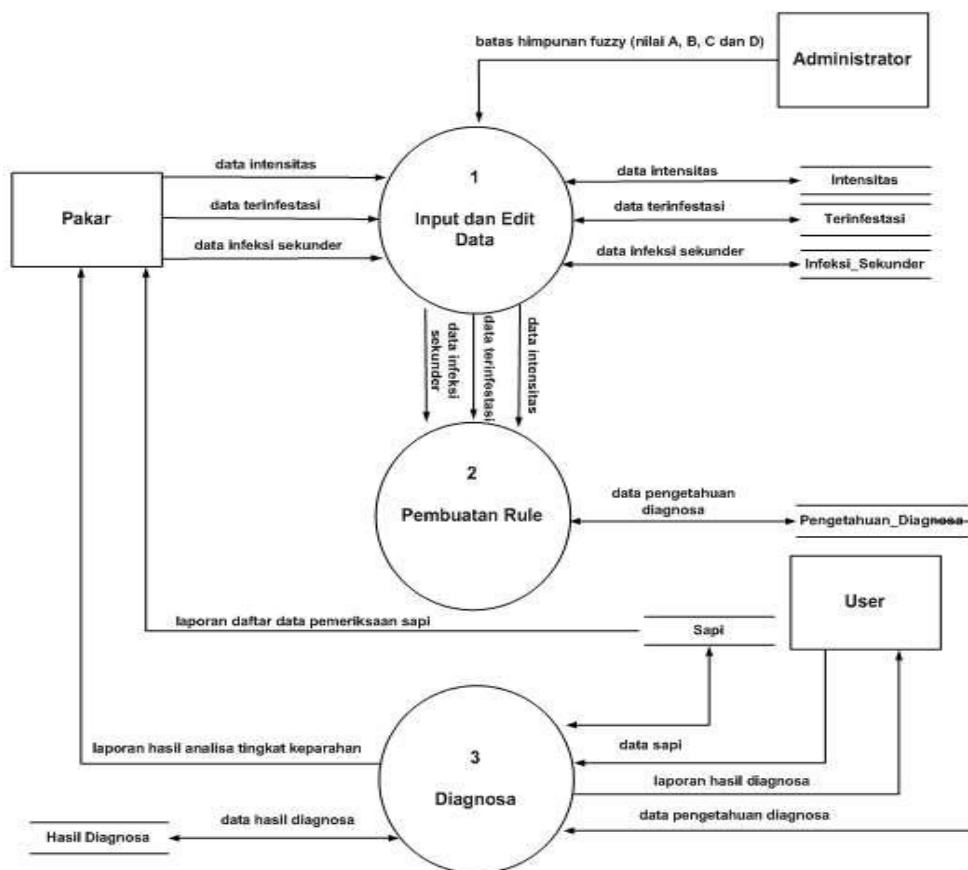 batas himpunan fuzzy (nilai A, B, C dan D)
Administrator
data intensitas
data terinfestasi
data infeksi sekunder
Pakar
1
Input dan Edit
Data
data intensitas
data terinfestasi
data infeksi sekunder
Intensitas
Terinfestasi
Infeksi_Sekunder
data infeksi
sekunder
data terinfestasi
data intensitas
2
Pembuatan Rule
data pengetahuan
diagnosa
Pengetahuan_Diagnosa
User
laporan daftar data pemeriksaan sapi
Sapi
laporan hasil analisa tingkat keparahan
3
Diagnosa
data sapi
laporan hasil diagnosa
data pengetahuan diagnosa
Hasil Diagnosa
data hasil diagnosa